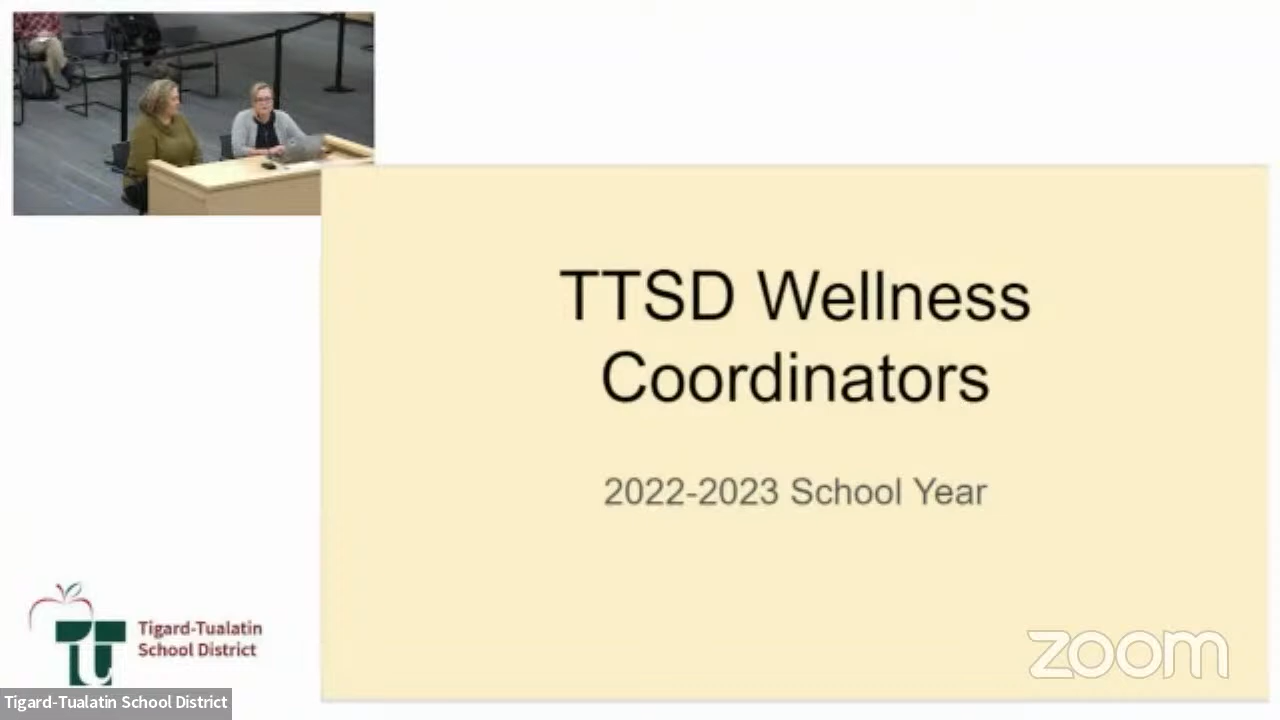 TTSD Wellness
Coordinators
2022-2023 School Year
Tigard-Tualatin
School District
zoom
Tigard-Tualatin School District